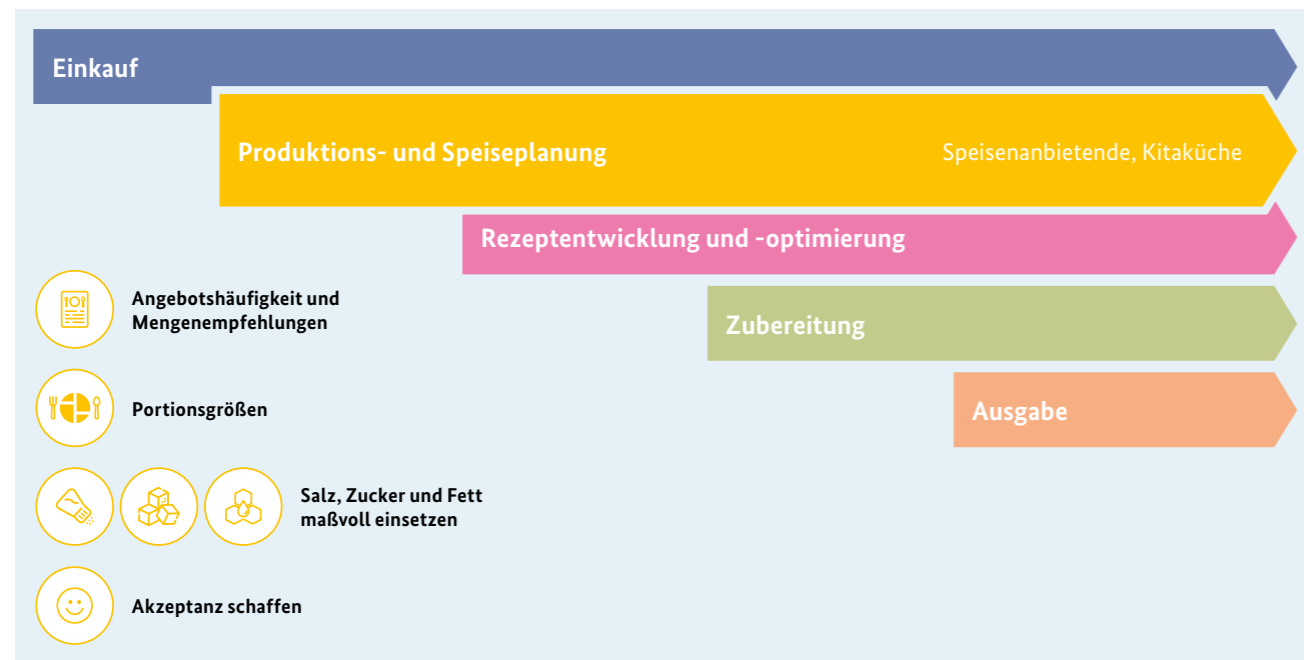 Einkauf
Produktions- und Speiseplanung
Speisenanbietende, Kitaküche
Rezeptentwicklung und -optimierung
Angebotshäufigkeit und
Mengenempfehlungen
Zubereitung
Portionsgrößen
Ausgabe
Salz, Zucker und Fett
maßvoll einsetzen
Akzeptanz schaffen